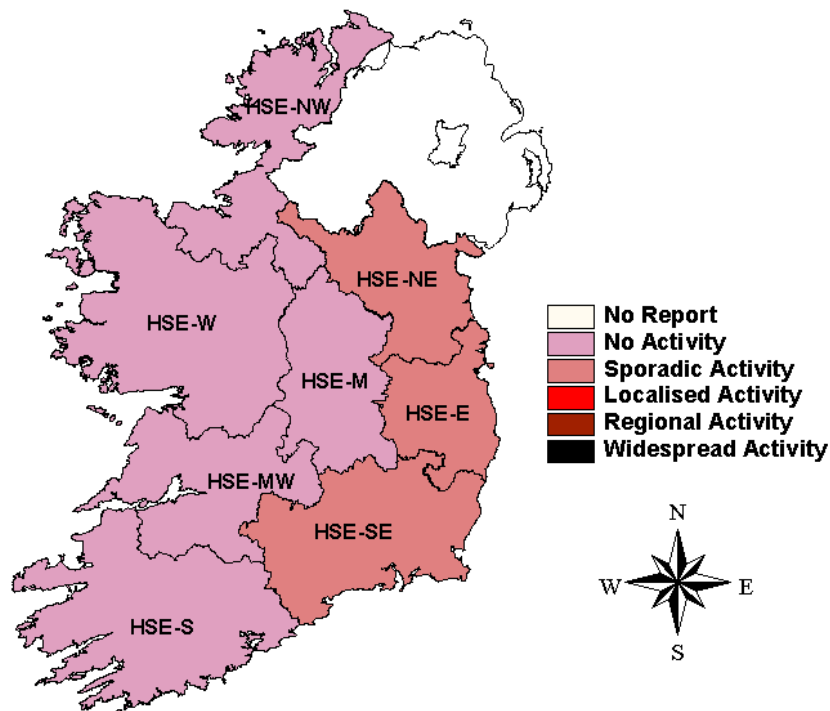 HSE-NW
HSE-NE
HSE-W
HSE-M
HSE-E
HSE-MW
HSE-SE
HSE-S
No Report
No Activity
Sporadic Activity
Localised Activity
Regional Activity
Widespread Activity
N
W E
S